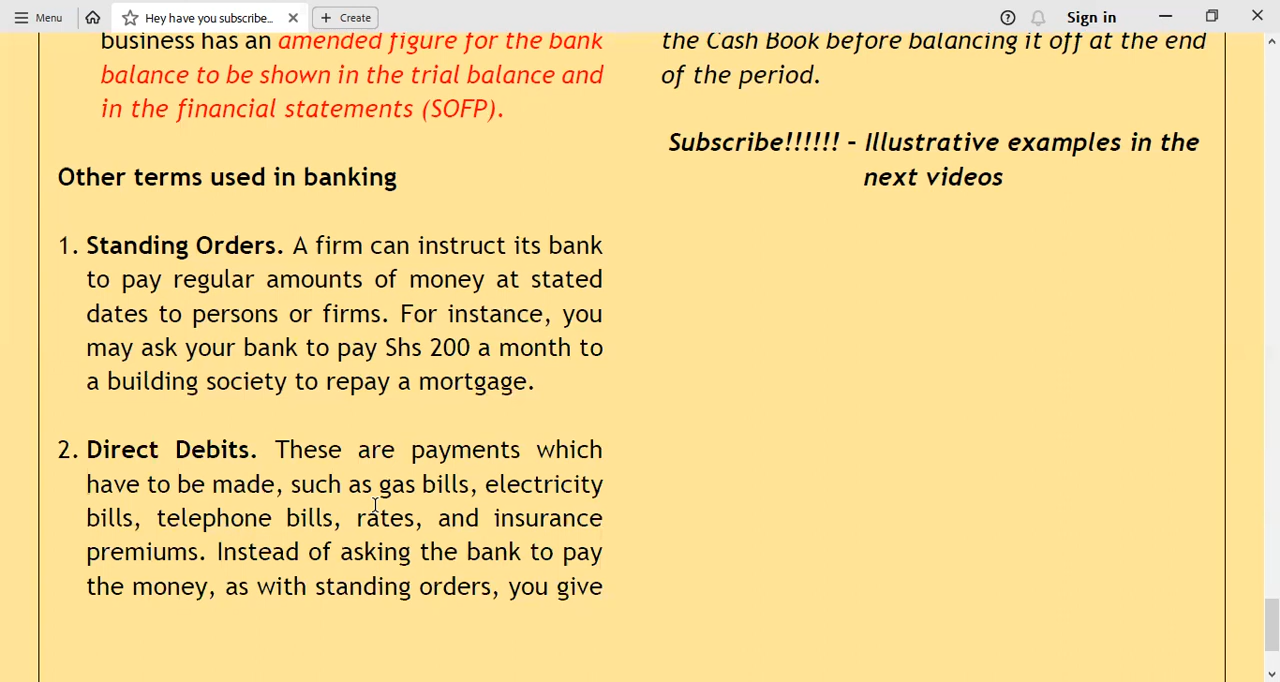 Menu
Hey have you subscribe...
Create
Sign in
business has an amended figure for the bank
balance to be shown in the trial balance and
in the financial statements (SOFP).
Other terms used in banking
1. Standing Orders. A firm can instruct its bank
to pay regular amounts of money at stated
dates to persons or firms. For instance, you
may ask your bank to pay Shs 200 a month to
a building society to repay a mortgage.
2. Direct Debits. These are payments which
have to be made, such as gas bills, electricity
bills, telephone bills, rates, and insurance
premiums. Instead of asking the bank to pay
the money, as with standing orders, you give
the Cash Book before balancing it off at the end
of the period.
Subscribe!!!!!! – Illustrative examples in the
next videos